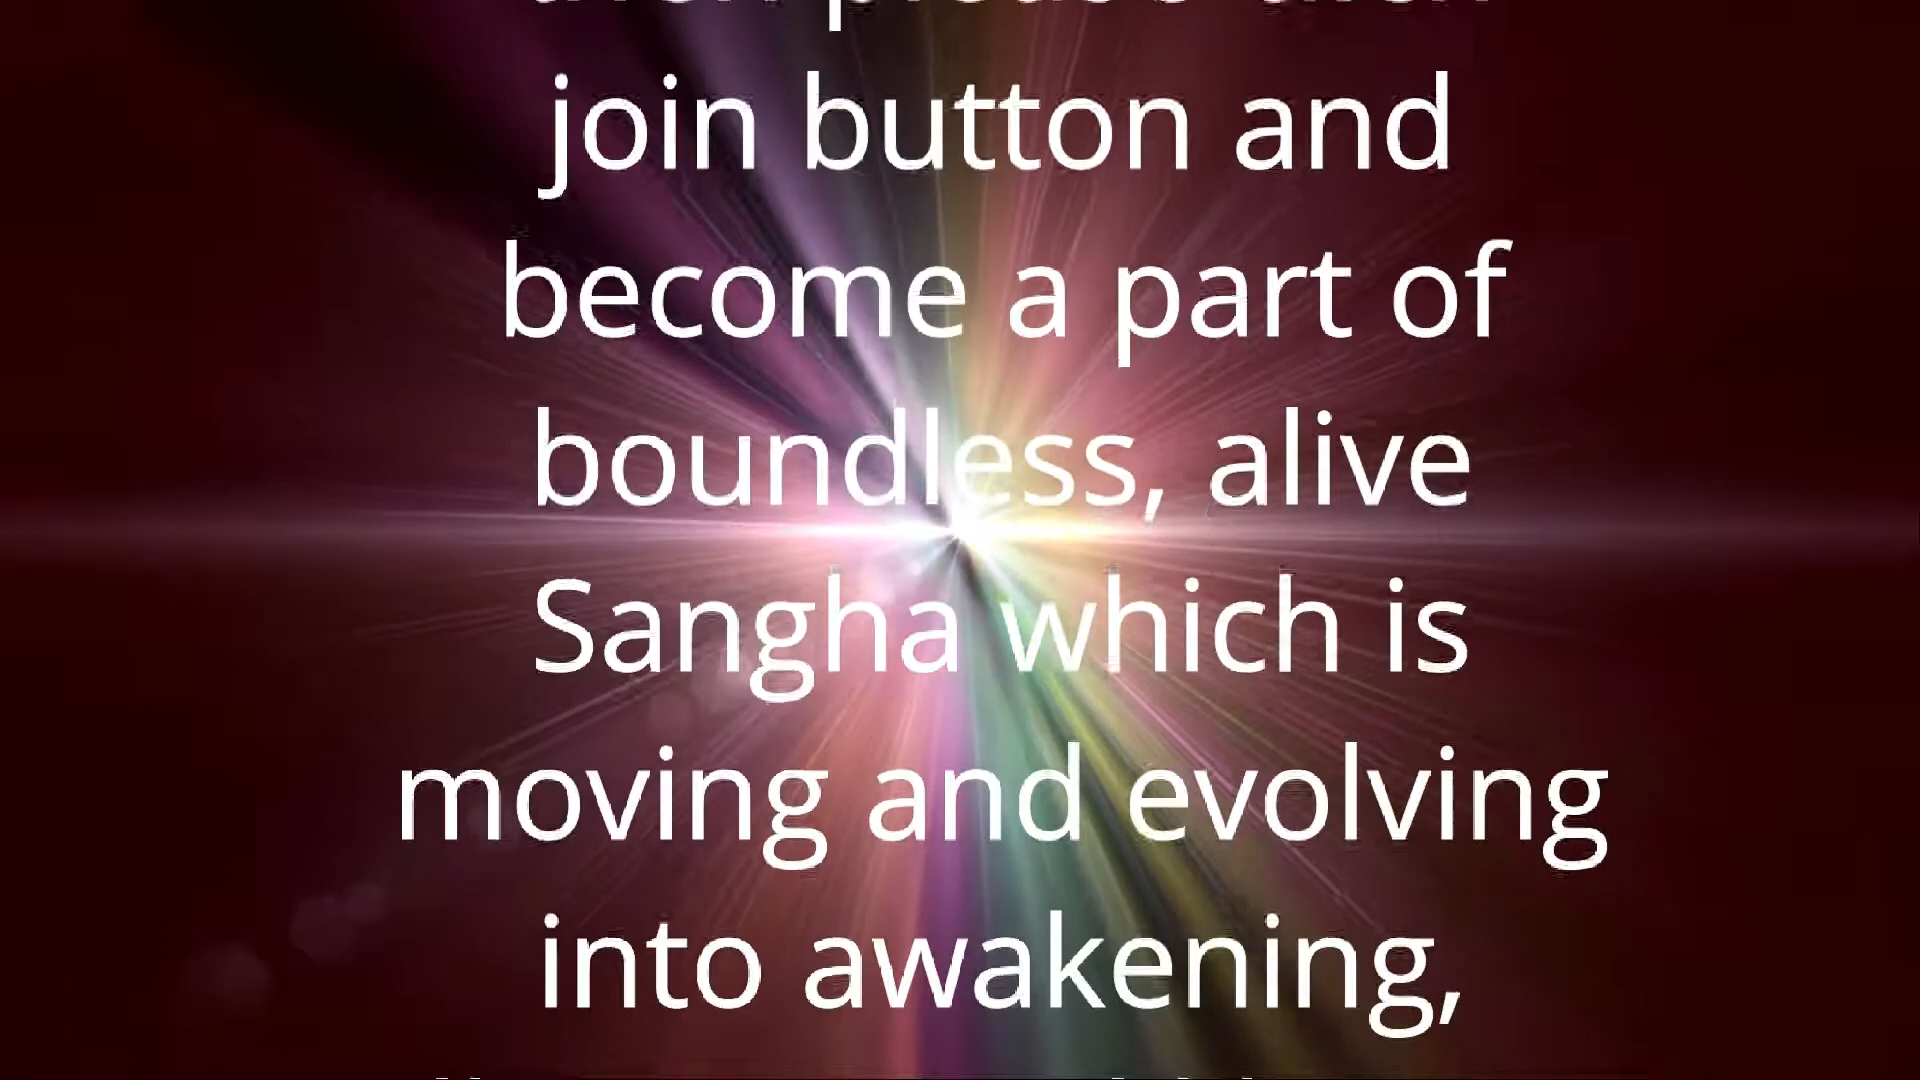 join button and
become a part of
boundless, alive
Sangha which is
moving and evolving
into awakening,